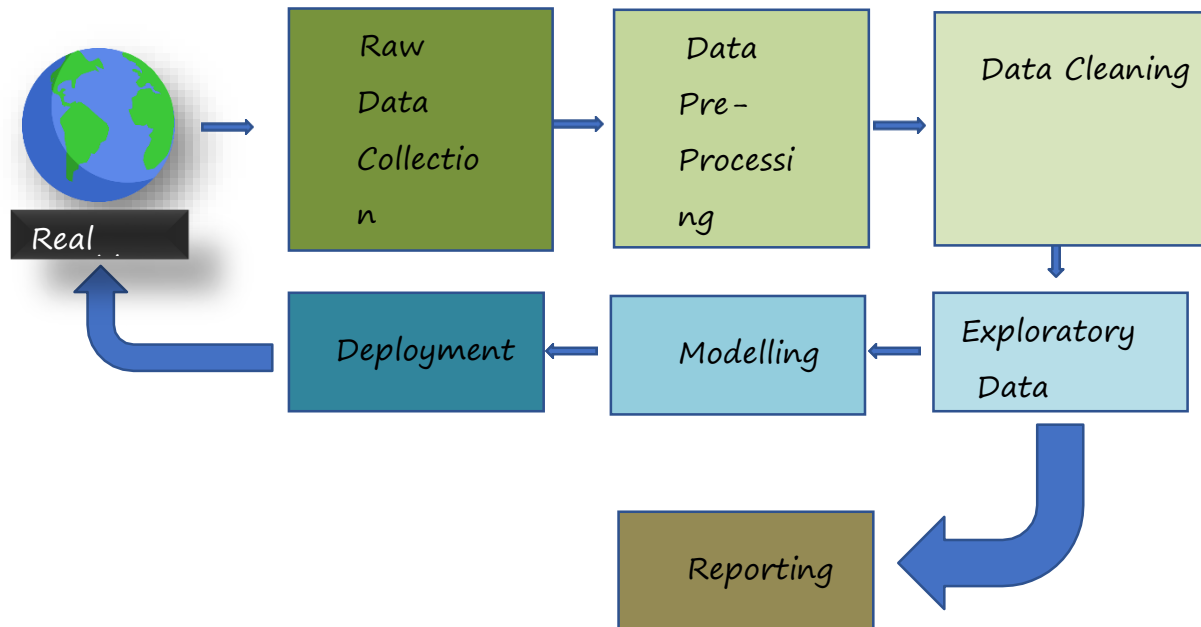 Raw
Data
Collectio
n
Data
Pre-
Processi
ng
Data Cleaning
Real
Deployment
Modelling
Exploratory
Data
Reporting